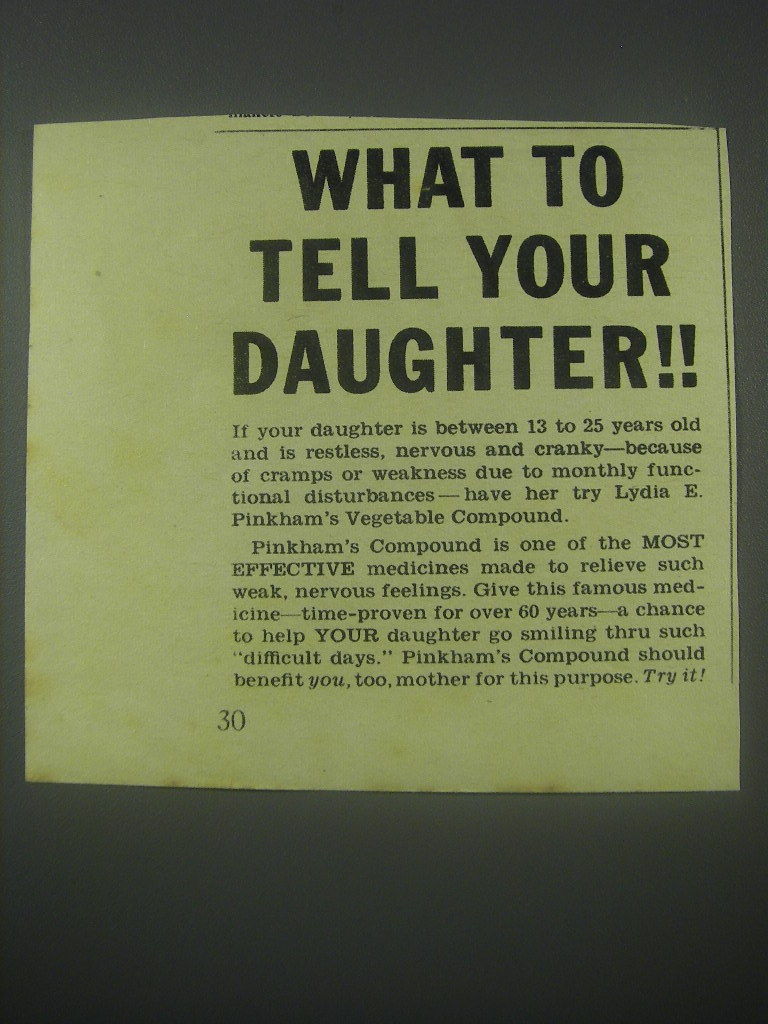 WHAT TO
TELL YOUR
DAUGHTER!!
If your daughter is between 13 to 25 years old
and is restless, nervous and cranky—because
of cramps or weakness due to monthly func-
tional disturbances—have her try Lydia E.
Pinkham's Vegetable Compound.
Pinkham's Compound is one of the MOST
EFFECTIVE medicines made to relieve such
weak, nervous feelings. Give this famous med-
icine—time-proven for over 60 years—a chance
to help YOUR daughter go smiling thru such
"difficult days." Pinkham's Compound should
benefit you, too, mother for this purpose. Try it!
30